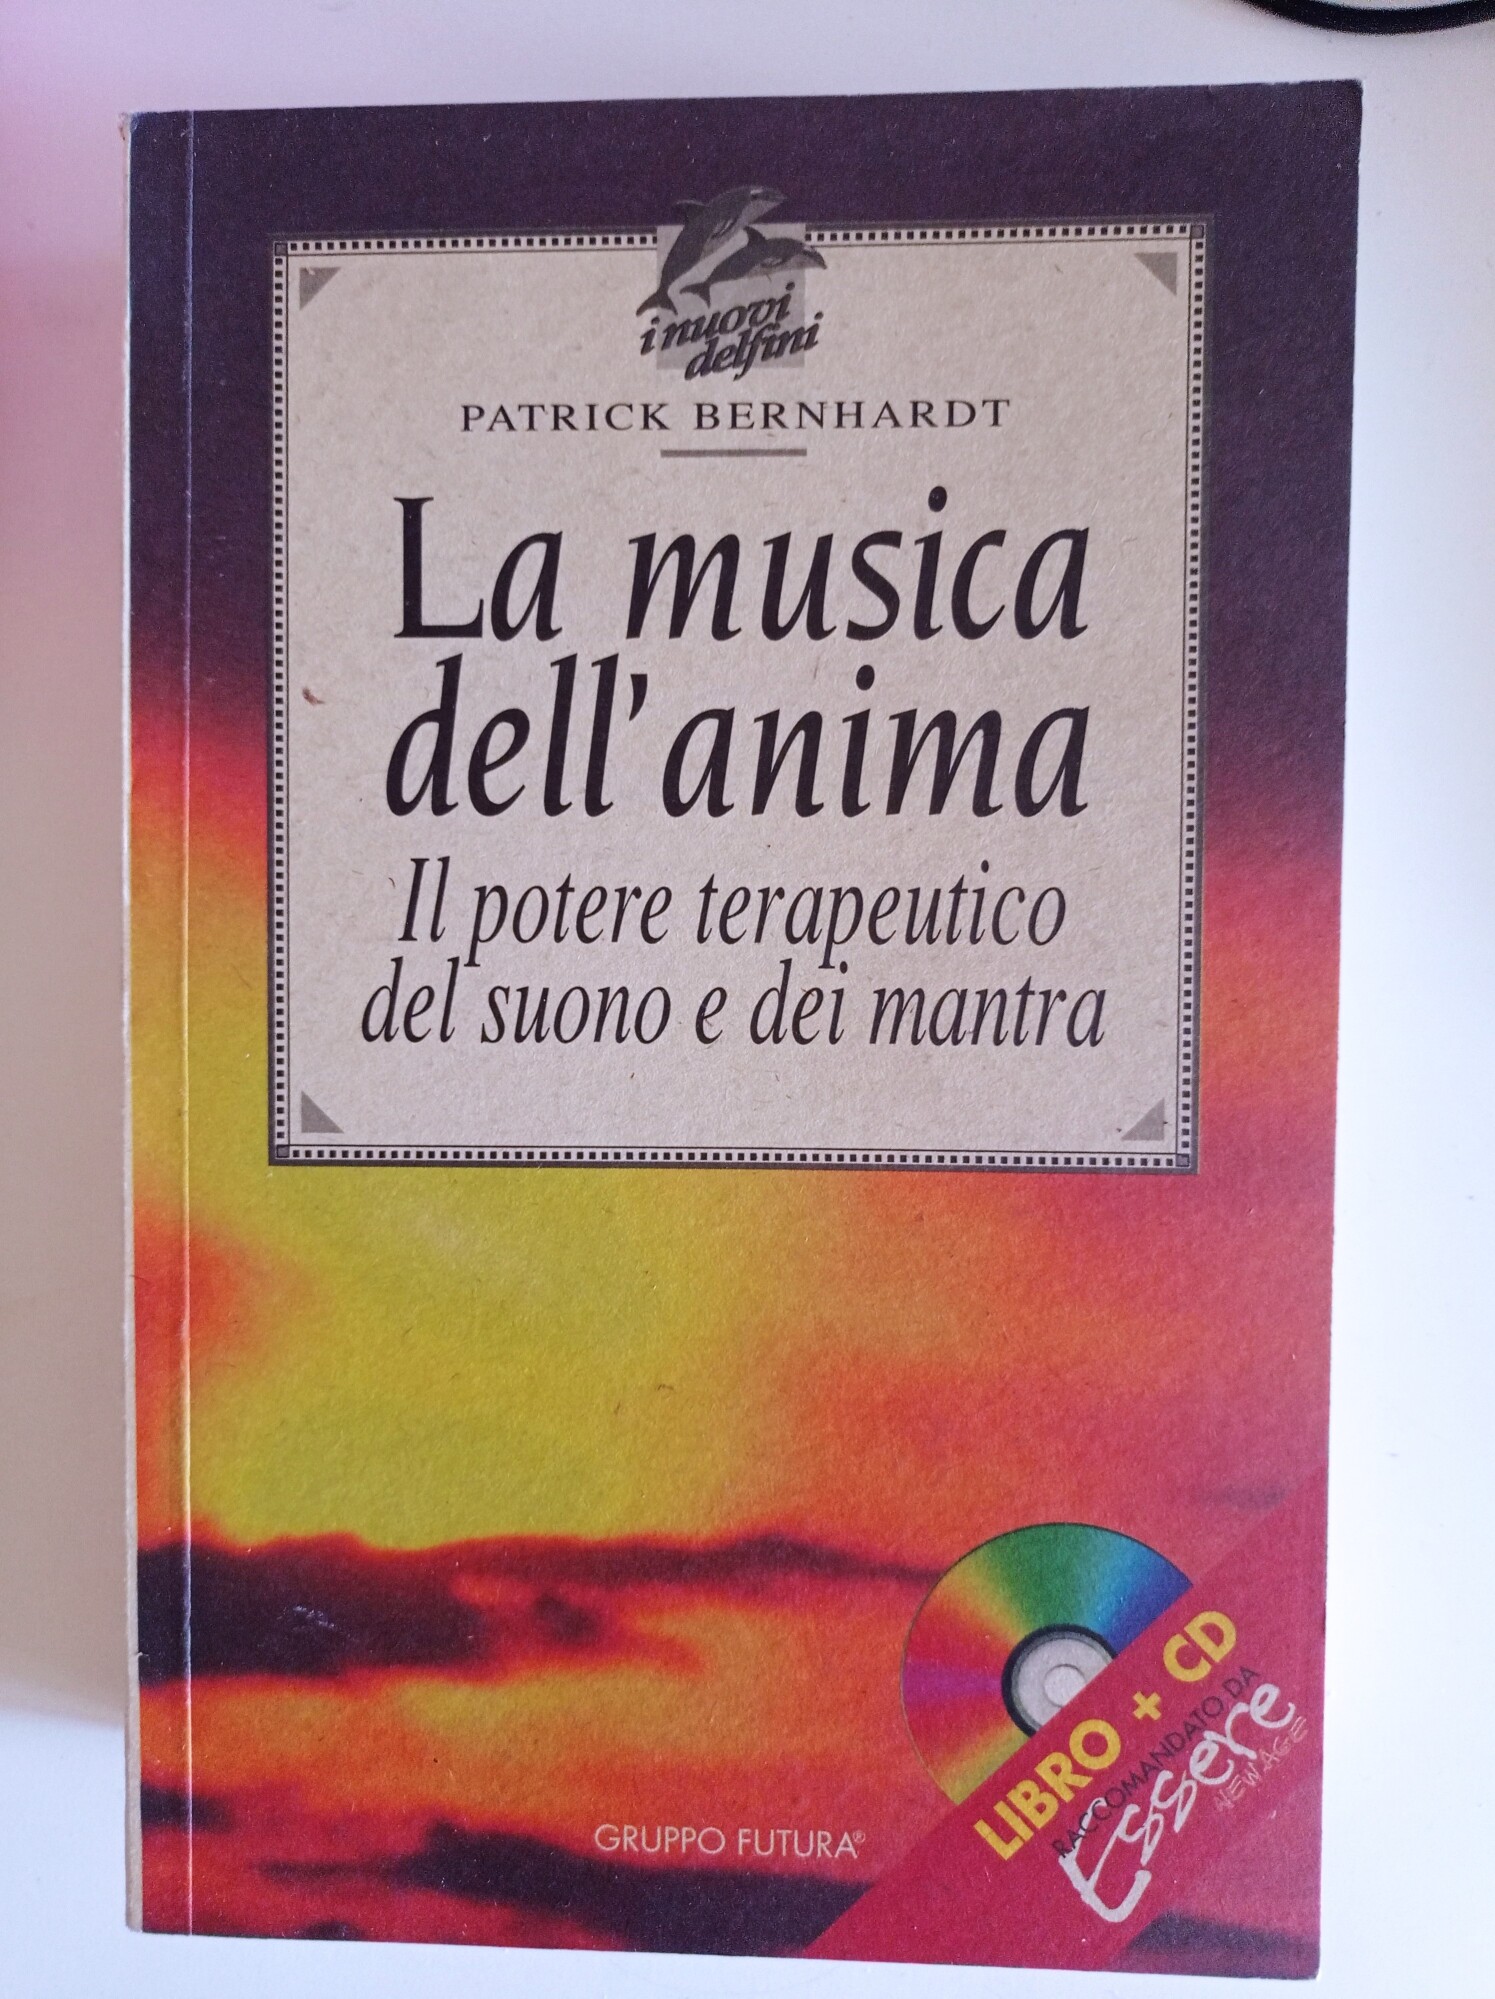 i nuovi
delfini
PATRICK BERNHARDT
La musica
dell'anima
Il potere terapeutico
del suono e dei mantra
LIBRO + CD
RACCOMANDATO DA
Essere
NEW AGE
GRUPPO FUTURA®